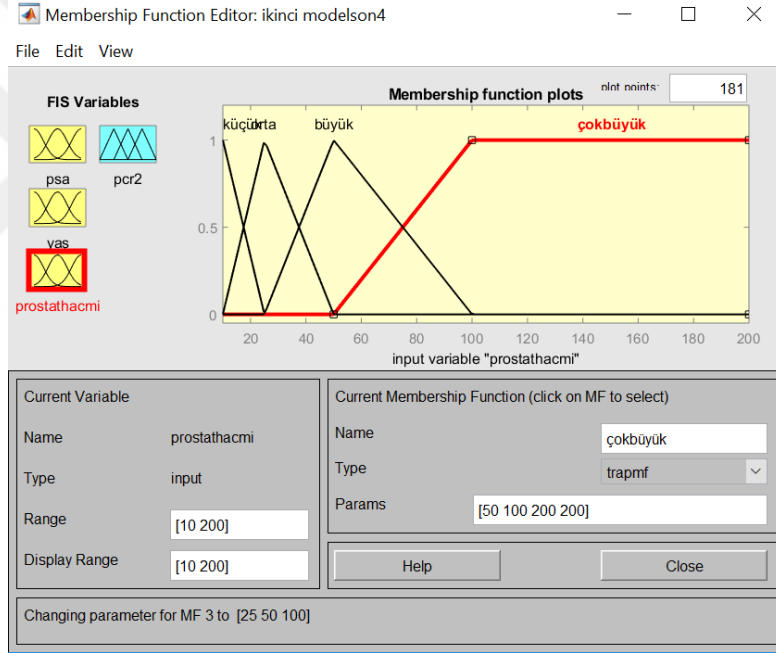 Membership Function Editor: ikinci modelson4
File Edit View
FIS Variables
psa
pcr2
yas
prostathacmi
Membership function plots
plot points:
181
küçük
orta
büyük
çokbüyük
1
0.5
0
20 40 60 80 100 120 140 160 180 200
input variable "prostathacmi"
Current Variable
Name prostathacmi
Type input
Range [10 200]
Display Range [10 200]
Current Membership Function (click on MF to select)
Name çokbüyük
Type trapmf
Params [50 100 200 200]
Help Close
Changing parameter for MF 3 to [25 50 100]